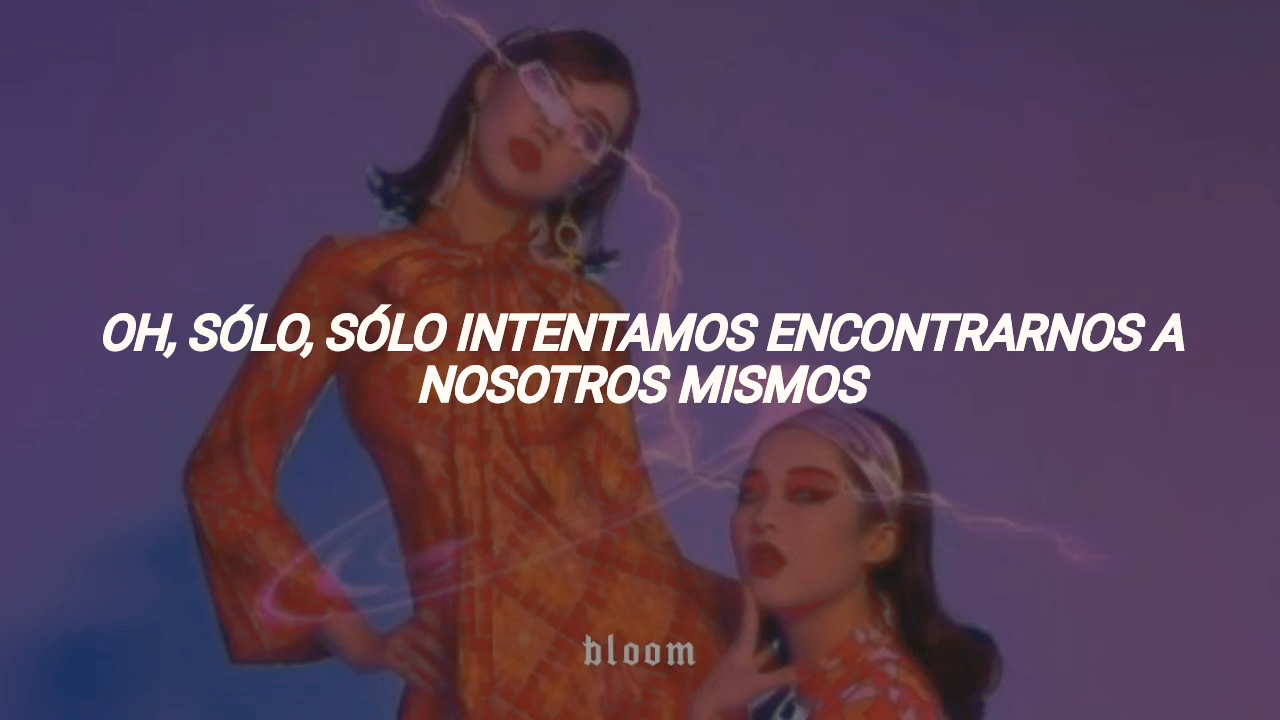 OH, SÓLO, SÓLO INTENTAMOS ENCONTRARNOS A
NOSOTROS MISMOS
bloom